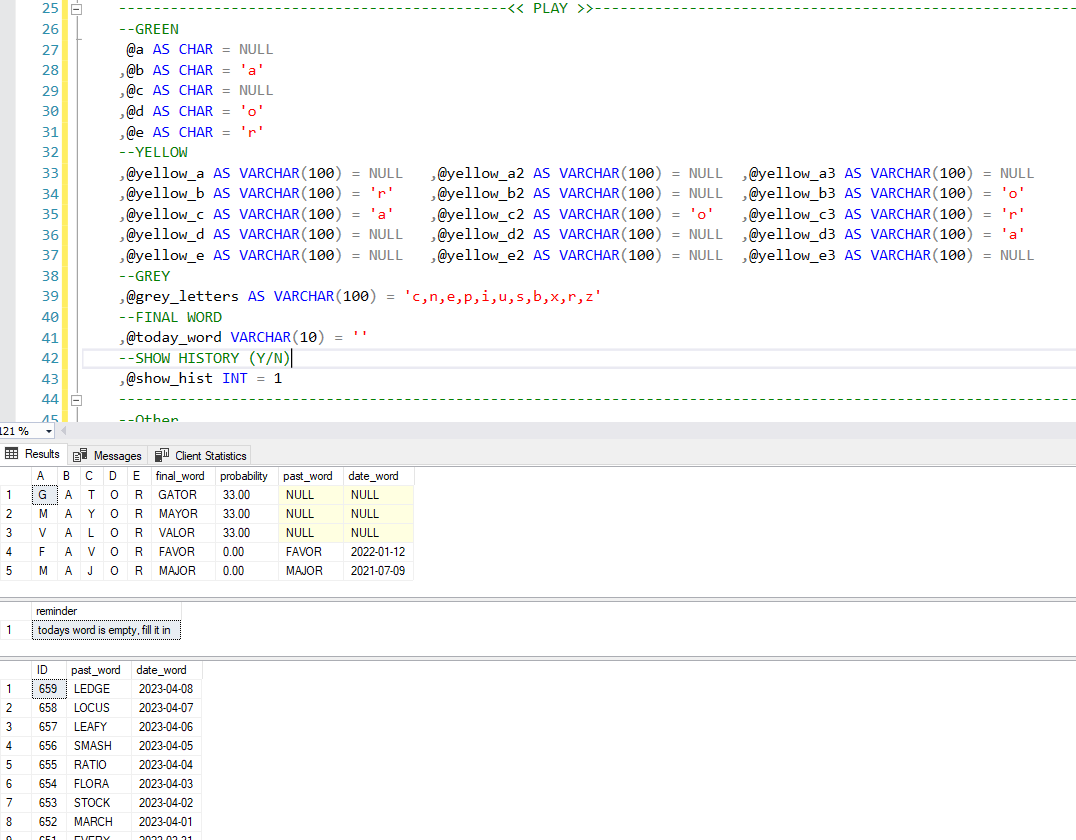 25 --------------------------------------------<< PLAY >>-------------------------------------------------------
26 --GREEN
27 @a AS CHAR = NULL
28 ,@b AS CHAR = 'a'
29 ,@c AS CHAR = NULL
30 ,@d AS CHAR = 'o'
31 ,@e AS CHAR = 'r'
32 --YELLOW
33 ,@yellow_a AS VARCHAR(100) = NULL ,@yellow_a2 AS VARCHAR(100) = NULL ,@yellow_a3 AS VARCHAR(100) = NULL
34 ,@yellow_b AS VARCHAR(100) = 'r' ,@yellow_b2 AS VARCHAR(100) = NULL ,@yellow_b3 AS VARCHAR(100) = 'o'
35 ,@yellow_c AS VARCHAR(100) = 'a' ,@yellow_c2 AS VARCHAR(100) = 'o' ,@yellow_c3 AS VARCHAR(100) = 'r'
36 ,@yellow_d AS VARCHAR(100) = NULL ,@yellow_d2 AS VARCHAR(100) = NULL ,@yellow_d3 AS VARCHAR(100) = 'a'
37 ,@yellow_e AS VARCHAR(100) = NULL ,@yellow_e2 AS VARCHAR(100) = NULL ,@yellow_e3 AS VARCHAR(100) = NULL
38 --GREY
39 ,@grey_letters AS VARCHAR(100) = 'c,n,e,p,i,u,s,b,x,r,z'
40 --FINAL WORD
41 ,@today_word VARCHAR(10) = ''
42 --SHOW HISTORY (Y/N)
43 ,@show_hist INT = 1
44 -------------------------------------------------------------------------------------------------------------
45 --Other
121 %
Results Messages Client Statistics
A B C D E final_word probability past_word date_word
1 G A T O R GATOR 33.00 NULL NULL
2 M A Y O R MAYOR 33.00 NULL NULL
3 V A L O R VALOR 33.00 NULL NULL
4 F A V O R FAVOR 0.00 FAVOR 2022-01-12
5 M A J O R MAJOR 0.00 MAJOR 2021-07-09
reminder
1 todays word is empty, fill it in
ID past_word date_word
1 659 LEDGE 2023-04-08
2 658 LOCUS 2023-04-07
3 657 LEAFY 2023-04-06
4 656 SMASH 2023-04-05
5 655 RATIO 2023-04-04
6 654 FLORA 2023-04-03
7 653 STOCK 2023-04-02
8 652 MARCH 2023-04-01
9 651 EVERY 2023-03-31